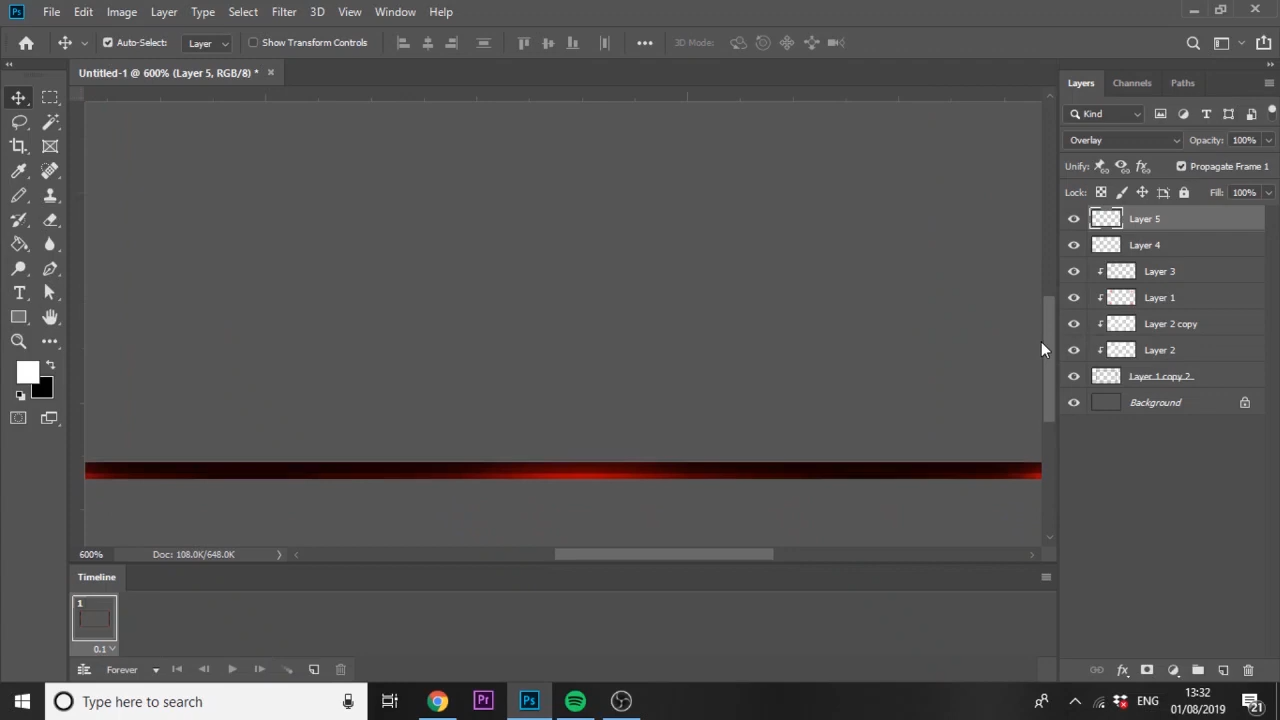 Ps File Edit Image Layer Type Select Filter 3D View Window Help
Auto-Select: Layer Show Transform Controls 3D Mode:
Untitled-1 @ 600% (Layer 5, RGB/8) *
Layers Channels Paths
Kind
Overlay Opacity: 100%
Unify: Propagate Frame 1
Lock: Fill: 100%
Layer 5
Layer 4
Layer 3
Layer 1
Layer 2 copy
Layer 2
Layer 1 copy 2
Background
600% Doc: 108.0K/648.0K
Timeline
1
0.1
Forever
Type here to search Pr Ps ENG 13:32
01/08/2019 21